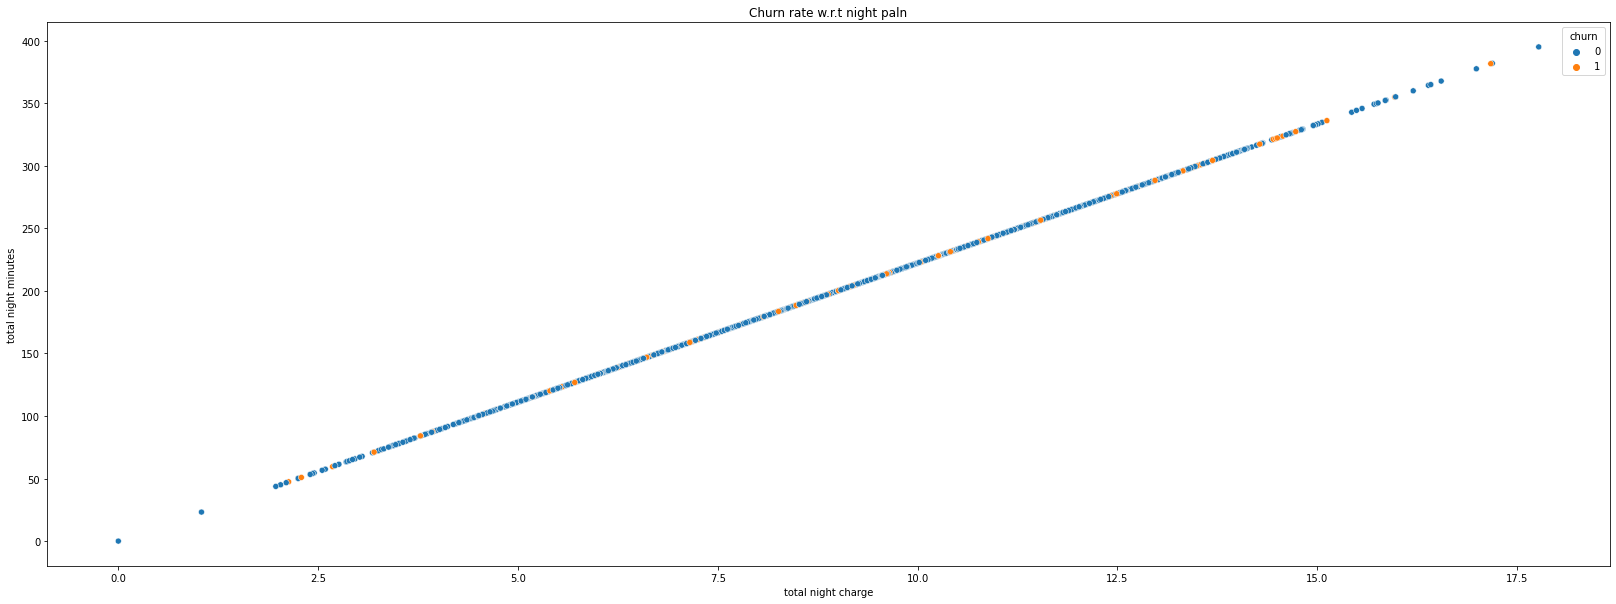 Churn rate w.r.t night paln
churn
0
1
400
350
300
250
200
150
100
50
0
total night minutes
0.0 2.5 5.0 7.5 10.0 12.5 15.0 17.5
total night charge